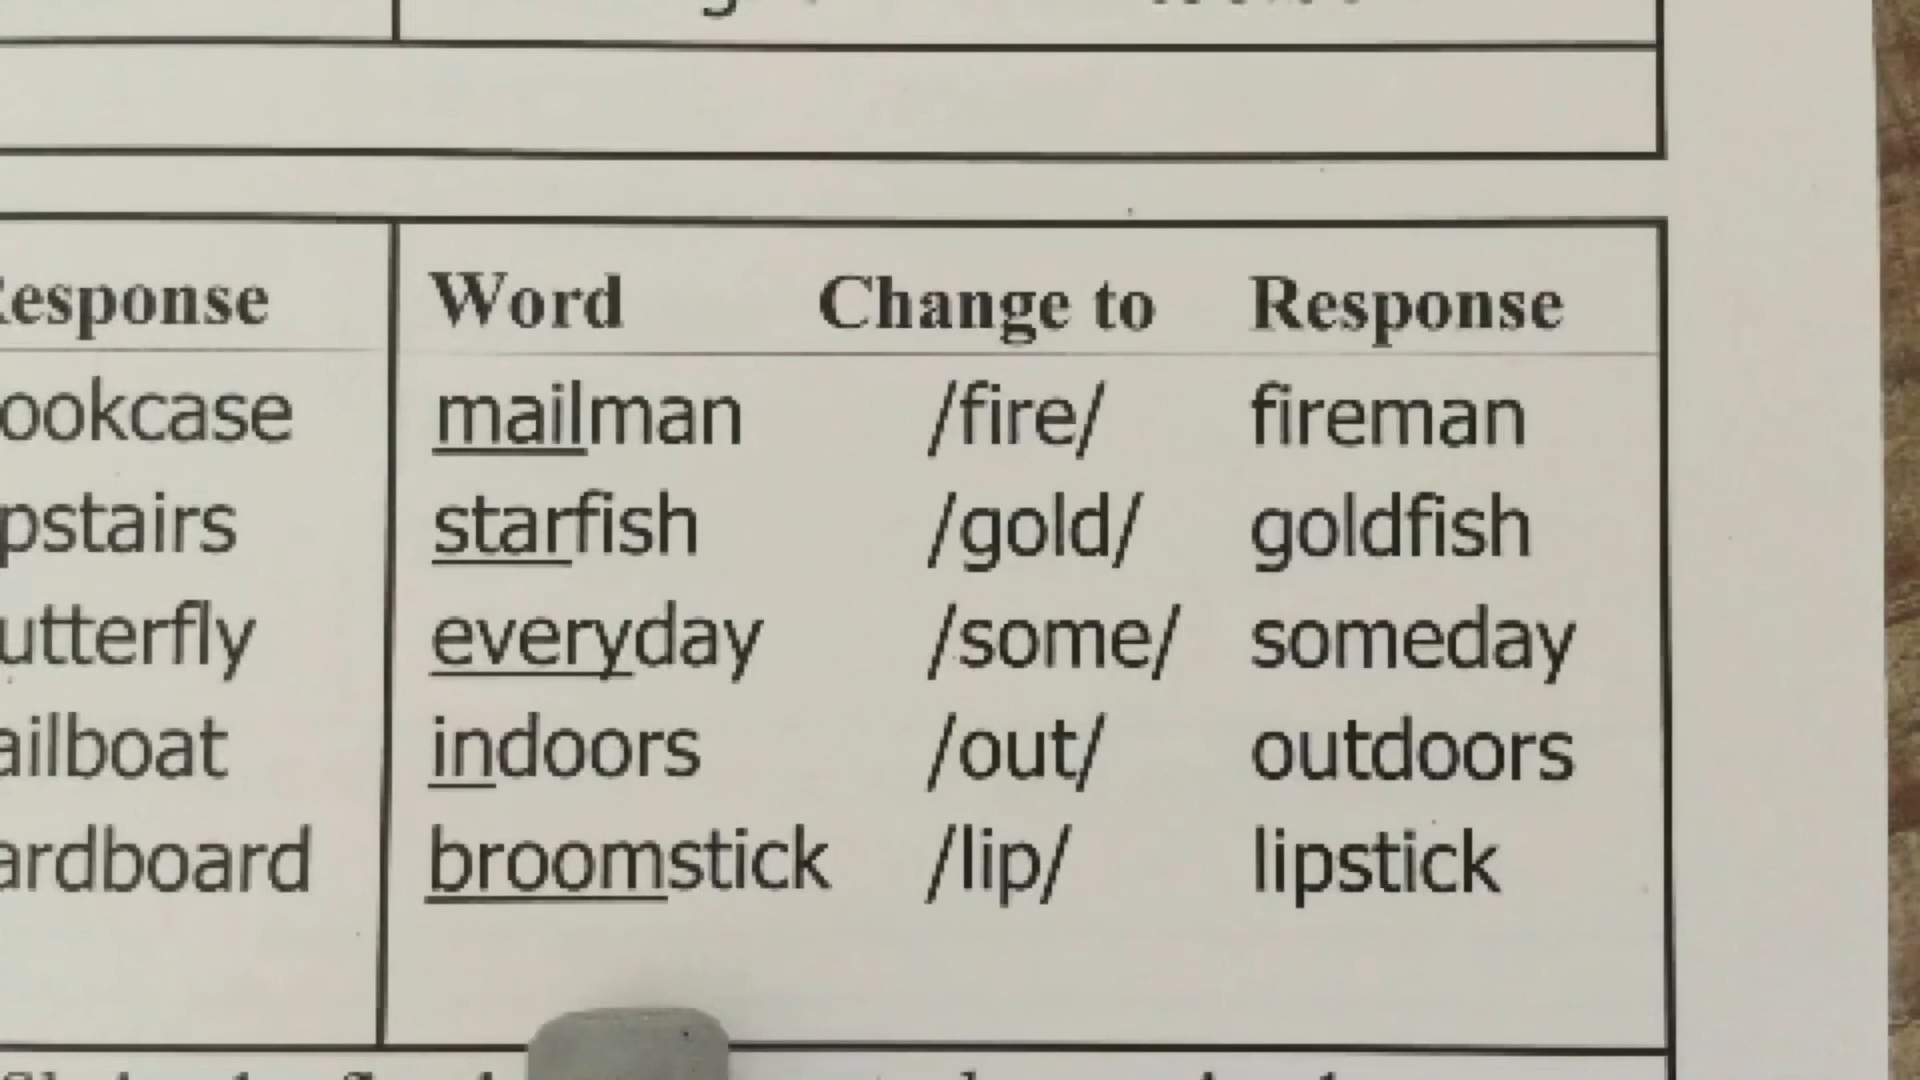 Response Word Change to Response
ookcase mailman /fire/ fireman
pstairs starfish /gold/ goldfish
utterfly everyday /some/ someday
ailboat indoors /out/ outdoors
ardboard broomstick /lip/ lipstick